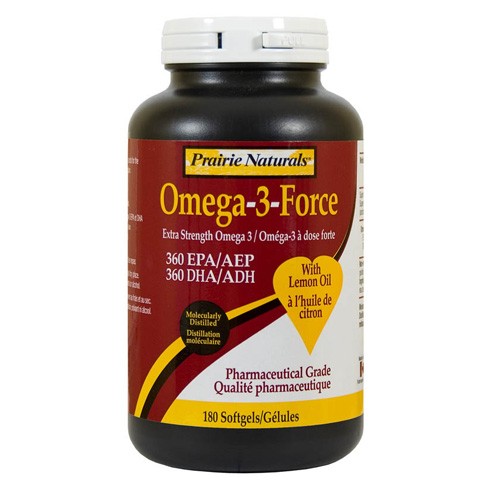 Prairie Naturals®
Omega-3-Force
Extra Strength Omega 3 / Oméga-3 à dose forte
360 EPA/AEP
360 DHA/ADH
With
Lemon Oil
à l'huile de
citron
Molecularly
Distilled
Distillation
moléculaire
Pharmaceutical Grade
Qualité pharmaceutique
180 Softgels/Gélules